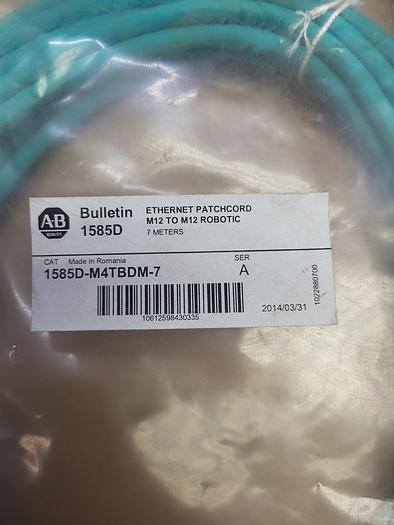 A-B
QUALITY
Bulletin
1585D
ETHERNET PATCHCORD
M12 TO M12 ROBOTIC
7 METERS
CAT Made in Romania
SER
1585D-M4TBDM-7
A
10612598430335
2014/03/31
1022880700